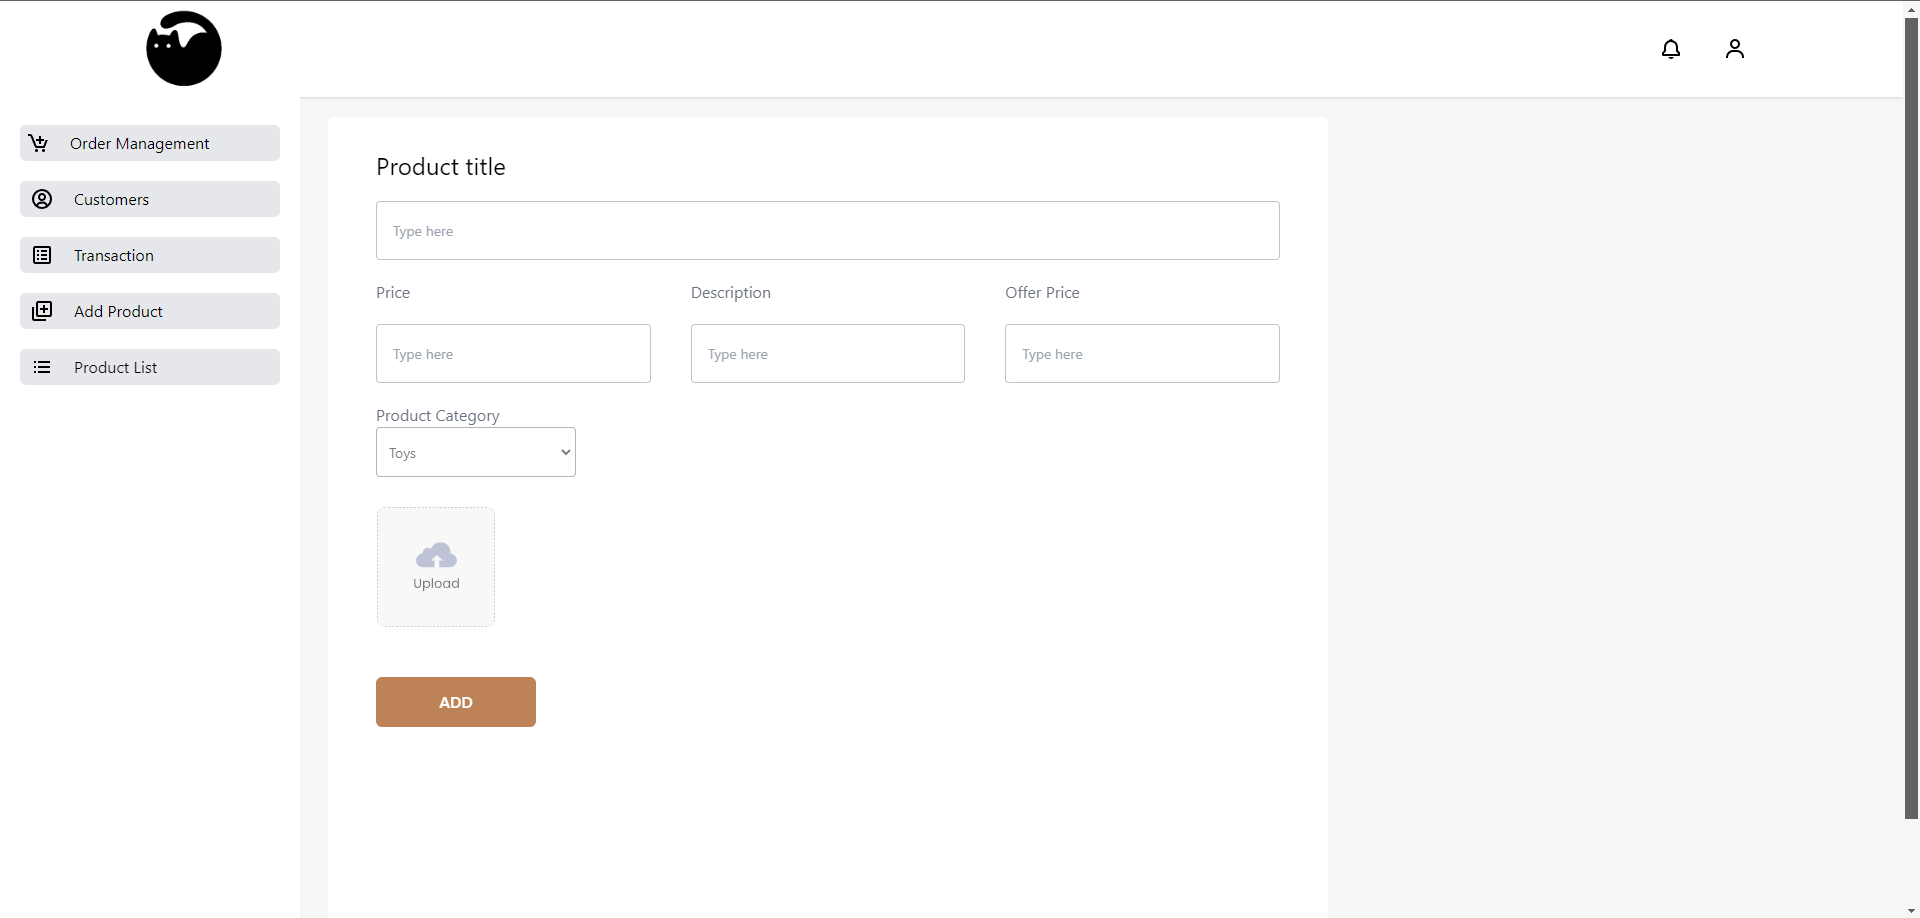 Order Management
Customers
Transaction
Add Product
Product List
Product title
Type here
Price
Description
Offer Price
Type here
Type here
Type here
Product Category
Toys
Upload
ADD